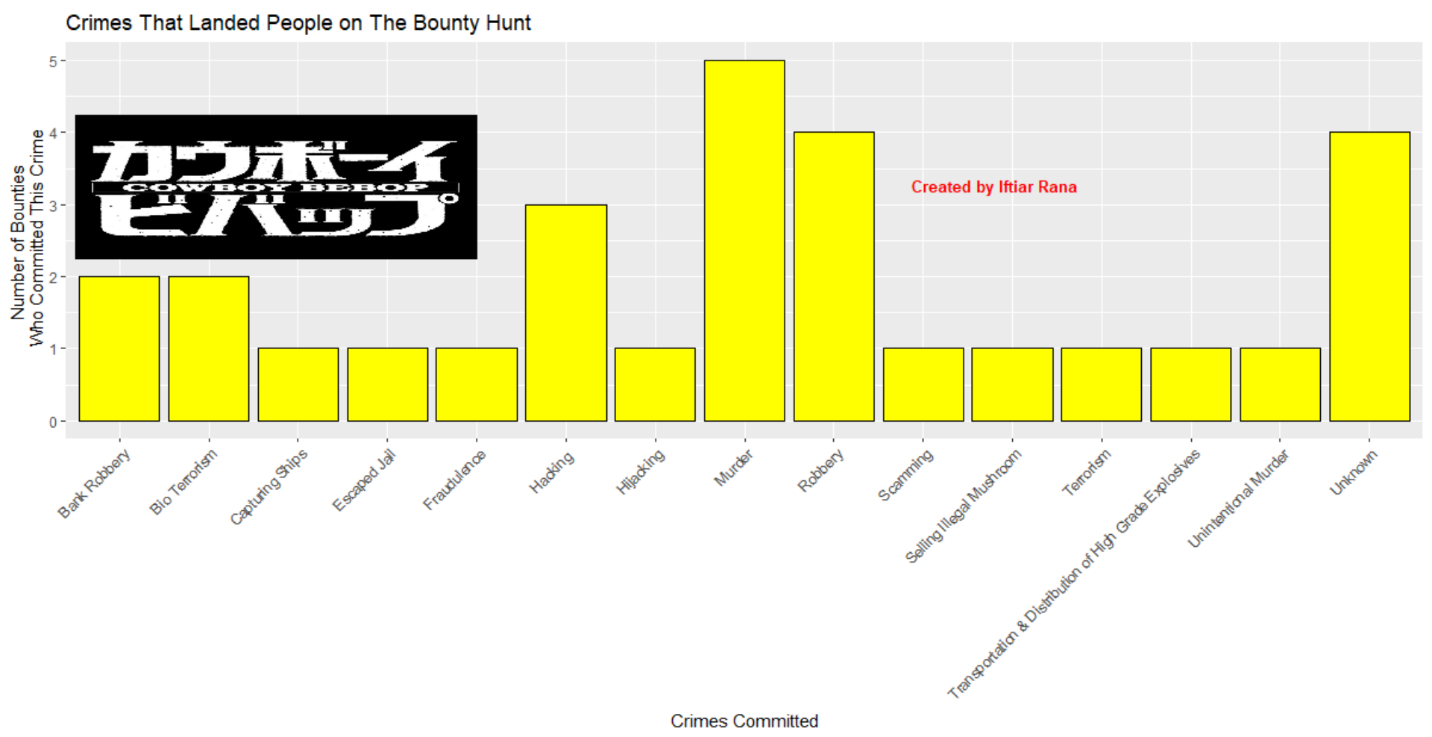 Crimes That Landed People on The Bounty Hunt
Number of Bounties
Who Committed This Crime
5
4
3
2
1
0
カウボーイ
COWBOY BEBOP
ビバップ
Created by Iftiar Rana
Bank Robbery
Bio Terrorism
Capturing Ships
Escaped Jail
Fraudulence
Hacking
Hijacking
Murder
Robbery
Scamming
Selling Illegal Mushroom
Terrorism
Transportation & Distribution of High Grade Explosives
Unintentional Murder
Unknown
Crimes Committed